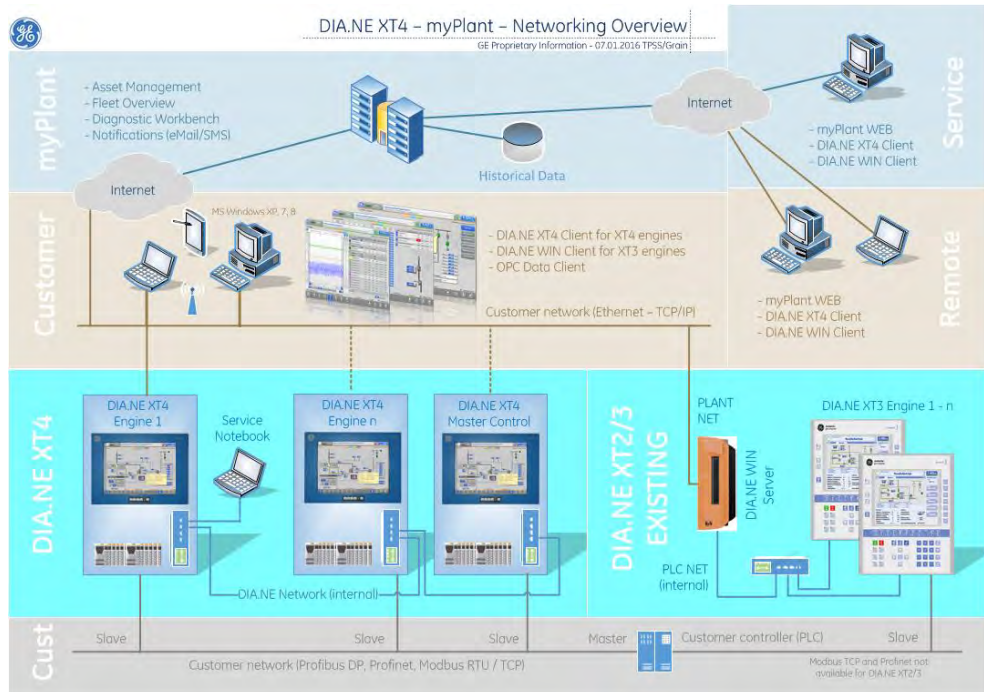 DIA.NE XT4 – myPlant – Networking Overview
GE Proprietary Information - 07.01.2016 TPSS/Grain
myPlant
- Asset Management
- Fleet Overview
- Diagnostic Workbench
- Notifications (eMail/SMS)
Historical Data
Internet
Internet
Service
- myPlant WEB
- DIA.NE XT4 Client
- DIA.NE WIN Client
Customer
MS Windows XP, 7, 8
- DIA.NE XT4 Client for XT4 engines
- DIA.NE WIN Client for XT3 engines
- OPC Data Client
Customer network (Ethernet – TCP/IP)
Remote
- myPlant WEB
- DIA.NE XT4 Client
- DIA.NE WIN Client
DIA.NE XT4
DIA.NE XT4
Engine 1
Service
Notebook
DIA.NE XT4
Engine n
DIA.NE XT4
Master Control
DIA.NE Network (internal)
DIA.NE XT2/3
EXISTING
PLANT
NET
DIA.NE WIN
Server
DIA.NE XT3 Engine 1 - n
PLC NET
(internal)
Cust
Slave
Slave
Slave
Master
Customer controller (PLC)
Slave
Customer network (Profibus DP, Profinet, Modbus RTU / TCP)
Modbus TCP and Profinet not
available for DIA.NE XT2/3